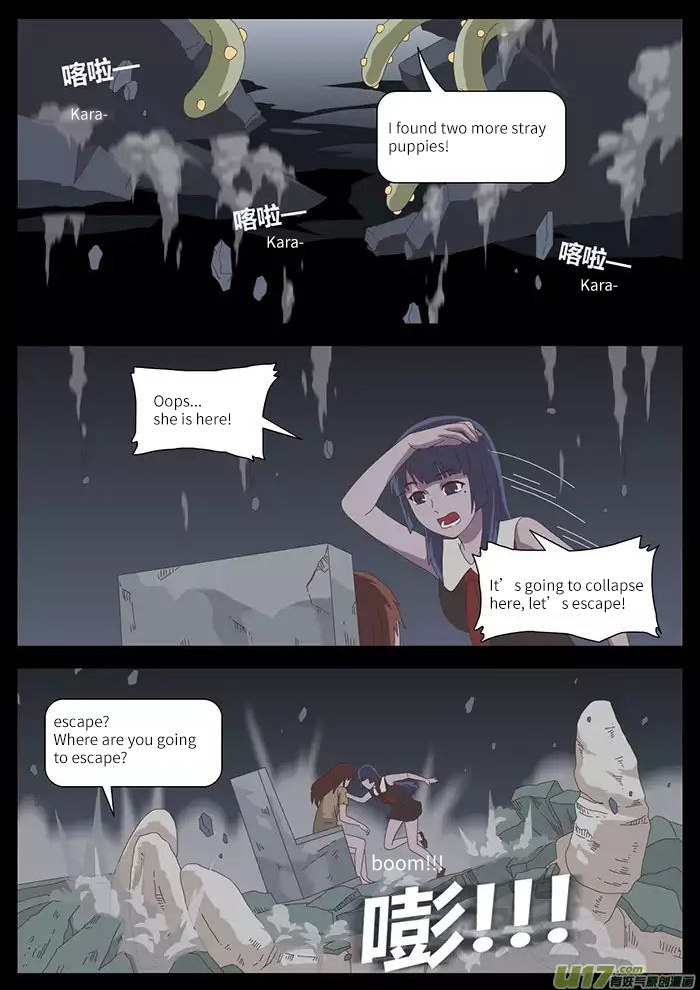 喀啦—
Kara-
I found two more stray
puppies!
喀啦—
Kara-
喀啦—
Kara-
Oops...
she is here!
It's going to collapse
here, let's escape!
escape?
Where are you going
to escape?
boom!!!
嘭!!!
U17.com
有妖气原创漫画